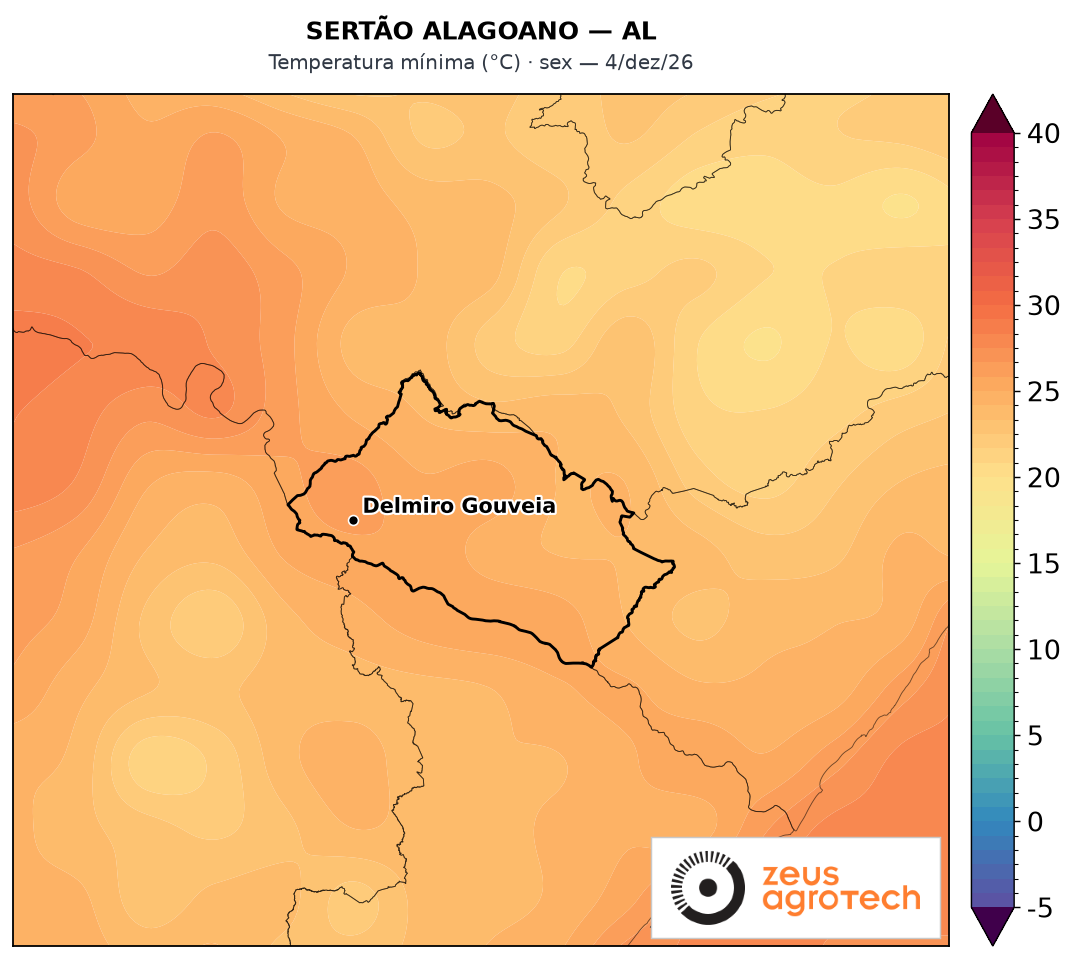 SERTÃO ALAGOANO — AL
Temperatura mínima (°C) · sex — 4/dez/26
40
35
30
25
20
15
10
5
0
-5
Delmiro Gouveia
zeus
agrotech